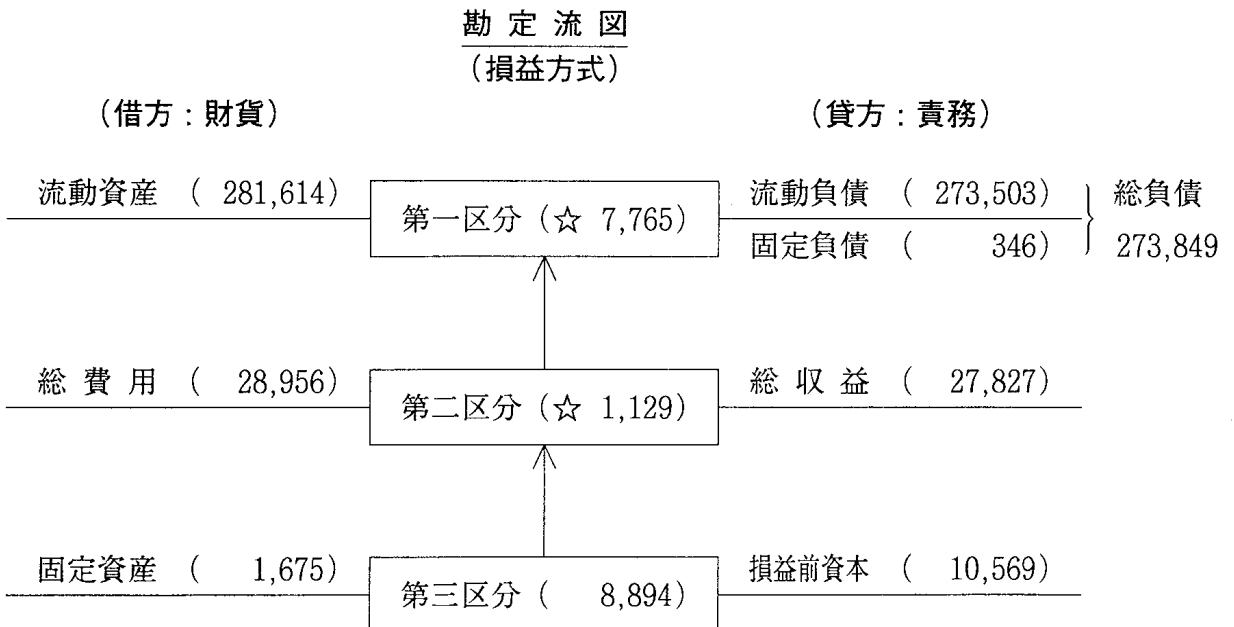 勘定流図
（損益方式）
（借方：財貨）　（貸方：責務）
流動資産 （ 281,614） 第一区分（☆ 7,765） 流動負債 （ 273,503） 総負債
固定負債 （ 346） 273,849
総費用 （ 28,956） 第二区分（☆ 1,129） 総収益 （ 27,827）
固定資産 （ 1,675） 第三区分（ 8,894） 損益前資本 （ 10,569）